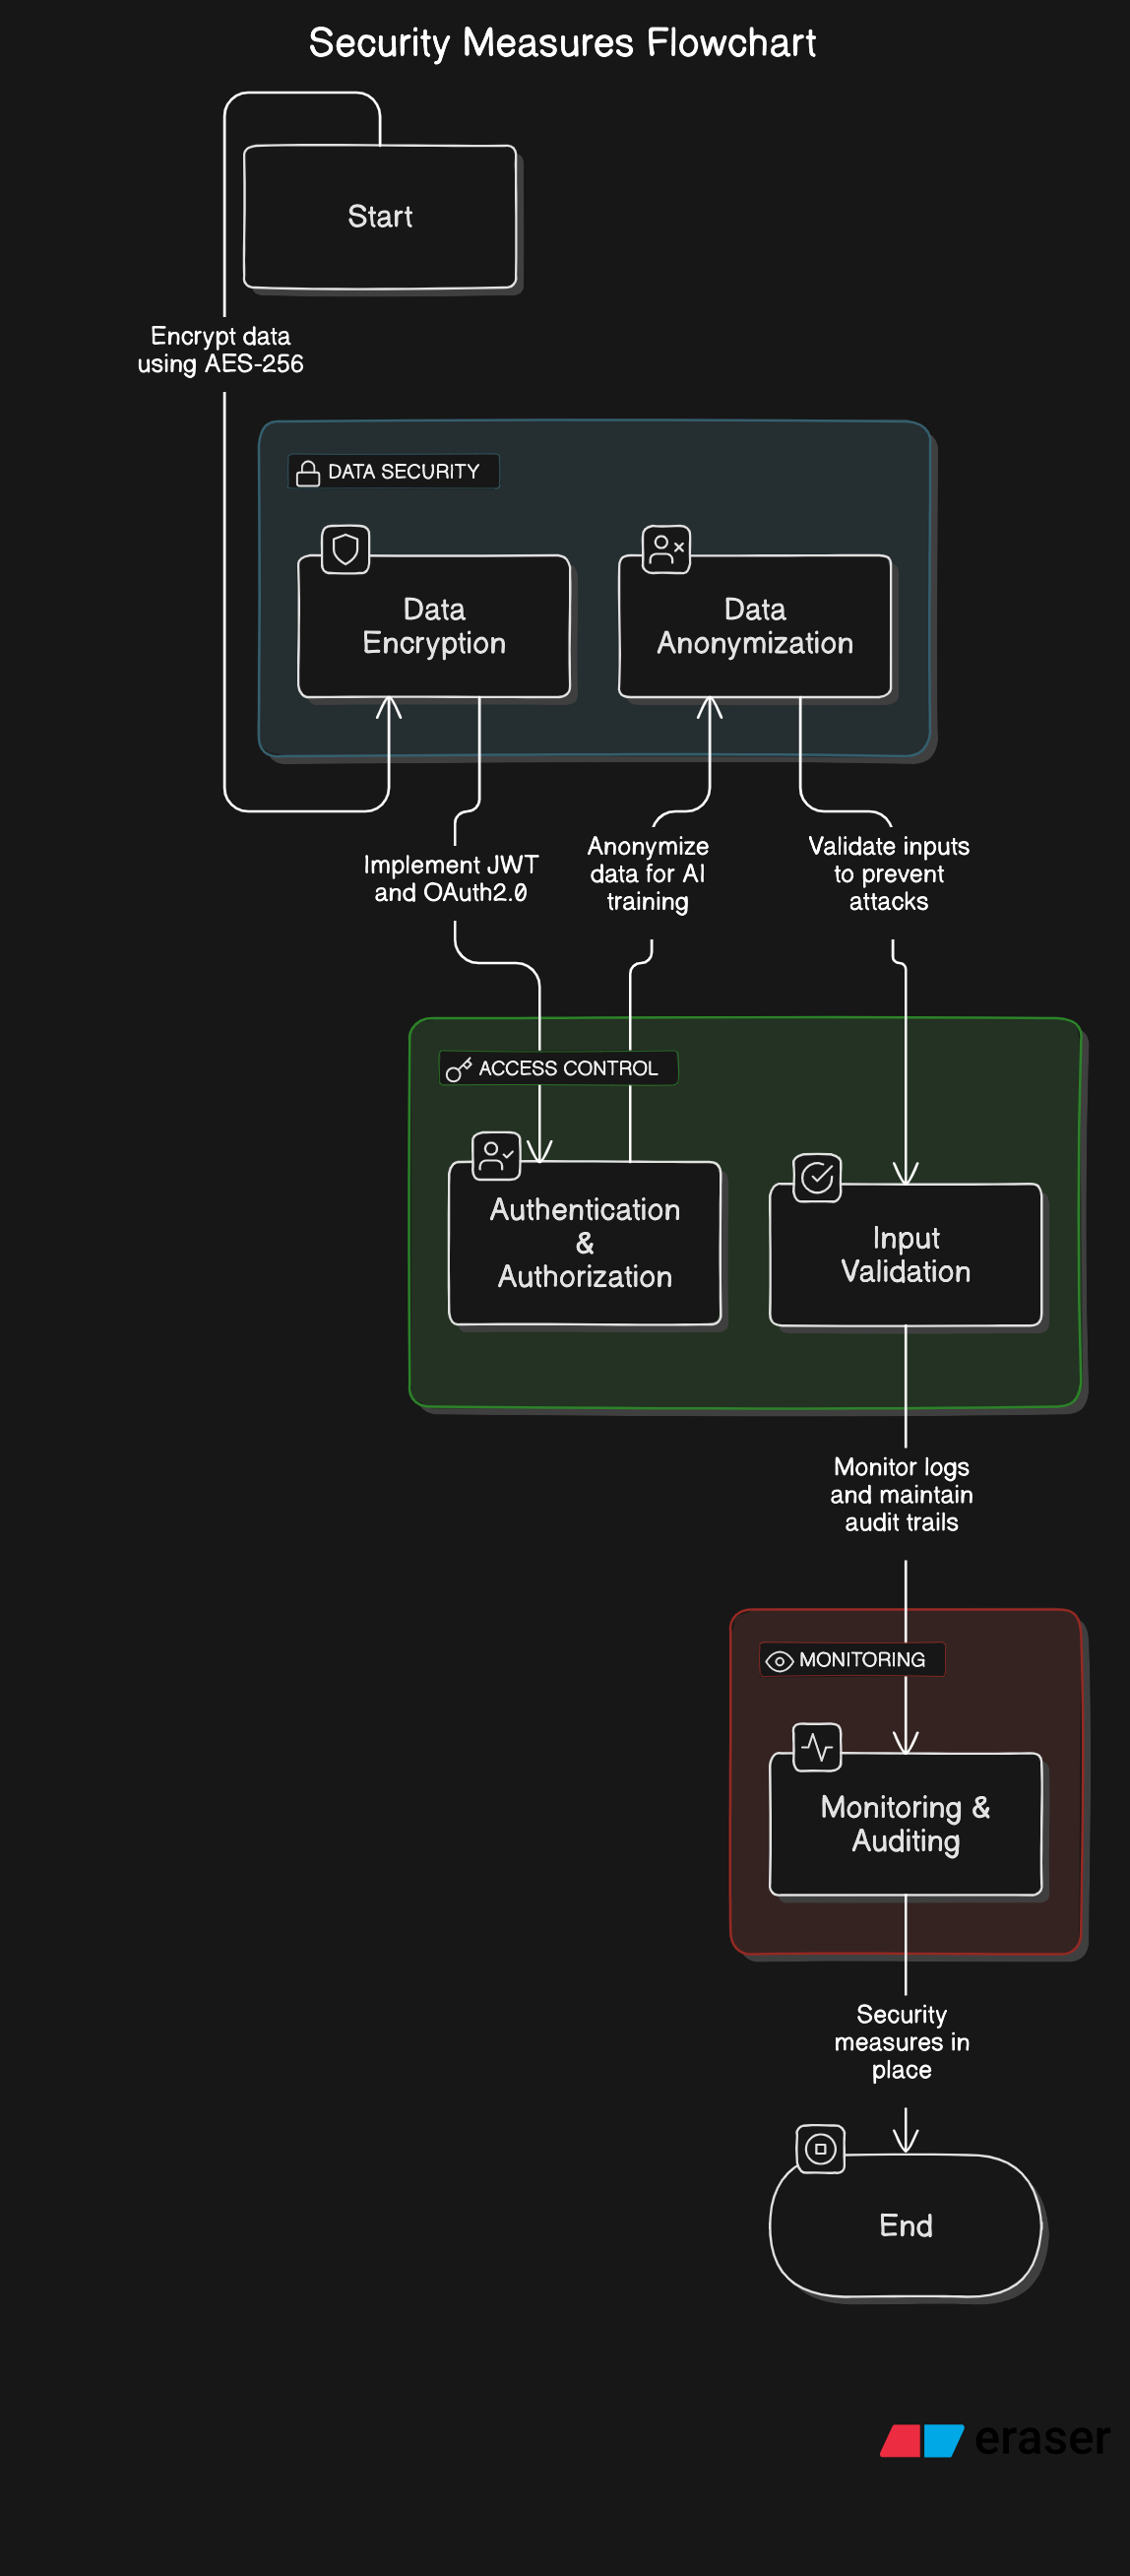 Security Measures Flowchart
Start
Encrypt data
using AES-256
DATA SECURITY
Data
Encryption
Data
Anonymization
Implement JWT
and OAuth2.0
Anonymize
data for AI
training
Validate inputs
to prevent
attacks
ACCESS CONTROL
Authentication
&
Authorization
Input
Validation
Monitor logs
and maintain
audit trails
MONITORING
Monitoring &
Auditing
Security
measures in
place
End
eraser